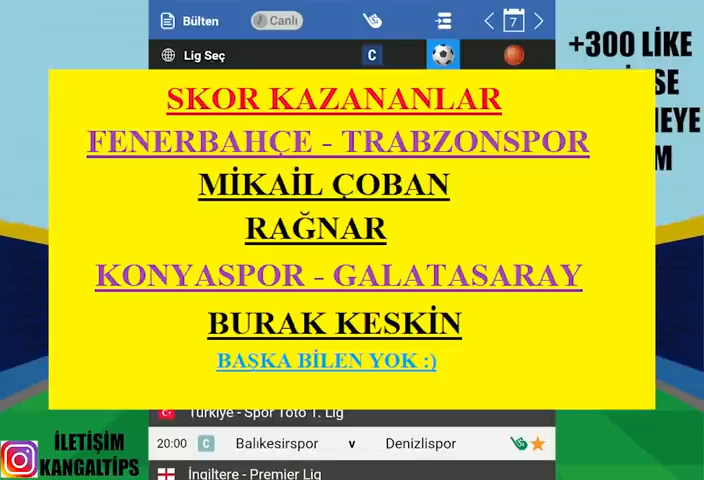 Bülten Canlı 7
Lig Seç C
+300 LİKE
SE
EYE
M
SKOR KAZANANLAR
FENERBAHÇE - TRABZONSPOR
MİKAİL ÇOBAN
RAĞNAR
KONYASPOR - GALATASARAY
BURAK KESKİN
BAŞKA BİLEN YOK :)
Türkiye - Spor Toto 1. Lig
20:00 C Balıkesirspor v Denizlispor
İngiltere - Premier Lig
İLETİŞİM
KANGALTIPS